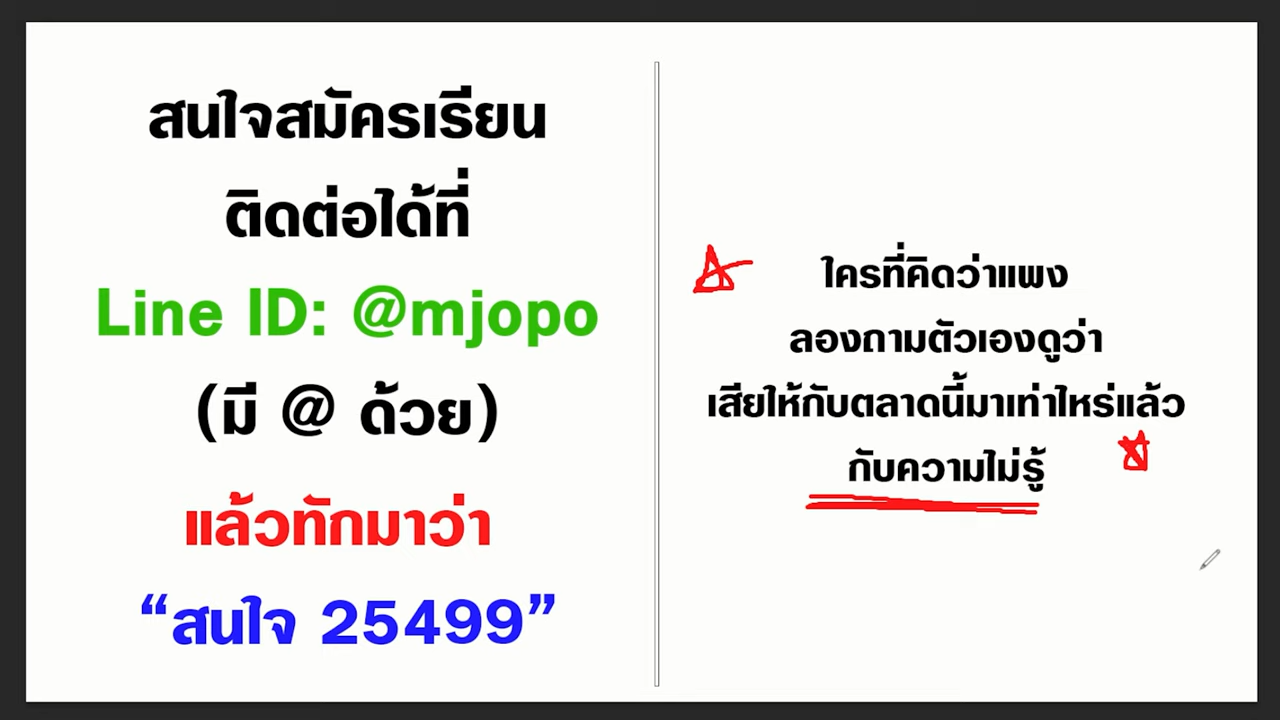 สนใจสมัครเรียน
ติดต่อได้ที่
Line ID: @mjopo
(มี @ ด้วย)
แล้วทักมาว่า
“สนใจ 25499”
ใครที่คิดว่าแพง
ลองถามตัวเองดูว่า
เสียให้กับตลาดนี้มาเท่าไหร่แล้ว
กับความไม่รู้